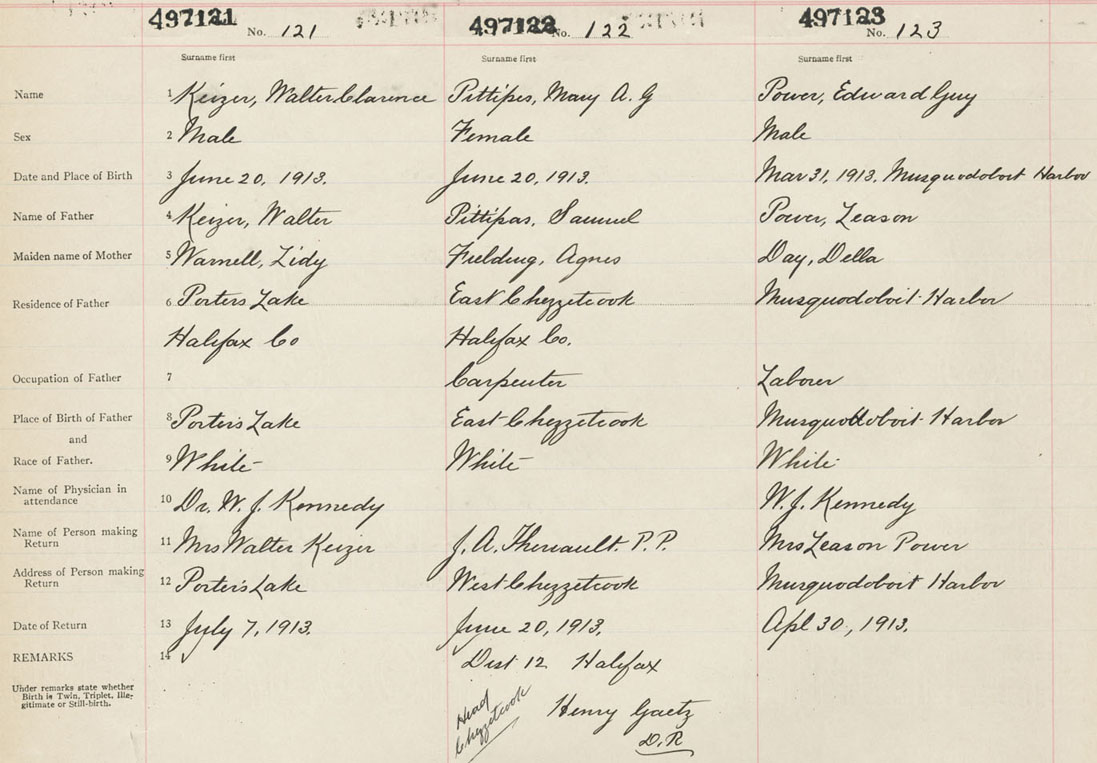 497121 No. 121 497122 No. 122 497123 No. 123
Surname first Surname first Surname first
Name 1 Keizer, Walter Clarence Pittipas, Mary A. G Power, Edward Guy
Sex 2 Male Female Male
Date and Place of Birth 3 June 20, 1913. June 20, 1913. Mar 31, 1913. Musquodoboit Harbor
Name of Father 4 Keizer, Walter Pittipas, Samuel Power, Leason
Maiden name of Mother 5 Warnell, Lidy Fielding, Agnes Day, Della
Residence of Father 6 Porters Lake East Chezzetcook Musquodoboit Harbor
Halifax Co Halifax Co.
Occupation of Father 7 Carpenter Laborer
Place of Birth of Father 8 Porter's Lake East Chezzetcook Musquodoboit Harbor
and
Race of Father. 9 White White White
Name of Physician in
attendance 10 Dr. W. J. Kennedy W. J. Kennedy
Name of Person making
Return 11 Mrs Walter Keizer J. A. Theriault. P. P. Mrs Leason Power
Address of Person making
Return 12 Porter's Lake West Chezzetcook Musquodoboit Harbor
Date of Return 13 July 7, 1913. June 20, 1913. Apl 30, 1913.
REMARKS 14 Dist 12 Halifax
Under remarks state whether
Birth is Twin, Triplet, Ille-
gitimate or Still-birth.
Head
Chezzetcook
Henry Gaetz
D. R